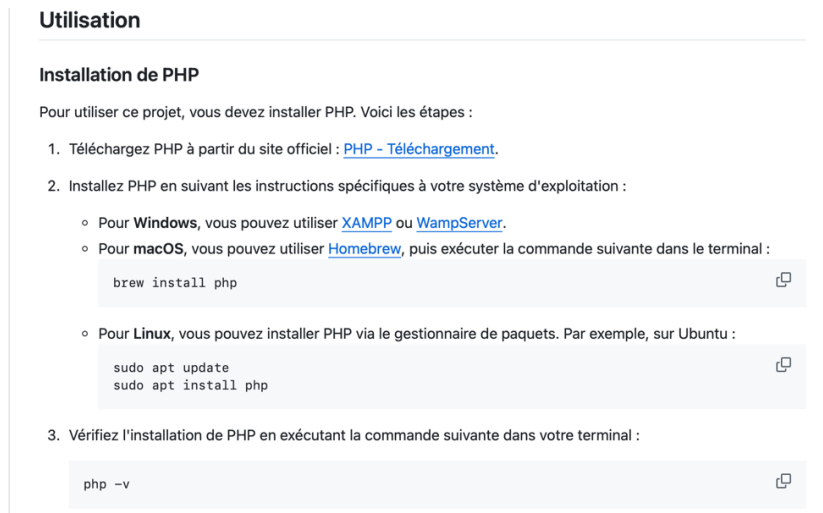 Utilisation
Installation de PHP
Pour utiliser ce projet, vous devez installer PHP. Voici les étapes :
1. Téléchargez PHP à partir du site officiel : PHP - Téléchargement.
2. Installez PHP en suivant les instructions spécifiques à votre système d'exploitation :
◦ Pour Windows, vous pouvez utiliser XAMPP ou WampServer.
◦ Pour macOS, vous pouvez utiliser Homebrew, puis exécuter la commande suivante dans le terminal :
brew install php
◦ Pour Linux, vous pouvez installer PHP via le gestionnaire de paquets. Par exemple, sur Ubuntu :
sudo apt update
sudo apt install php
3. Vérifiez l'installation de PHP en exécutant la commande suivante dans votre terminal :
php -v